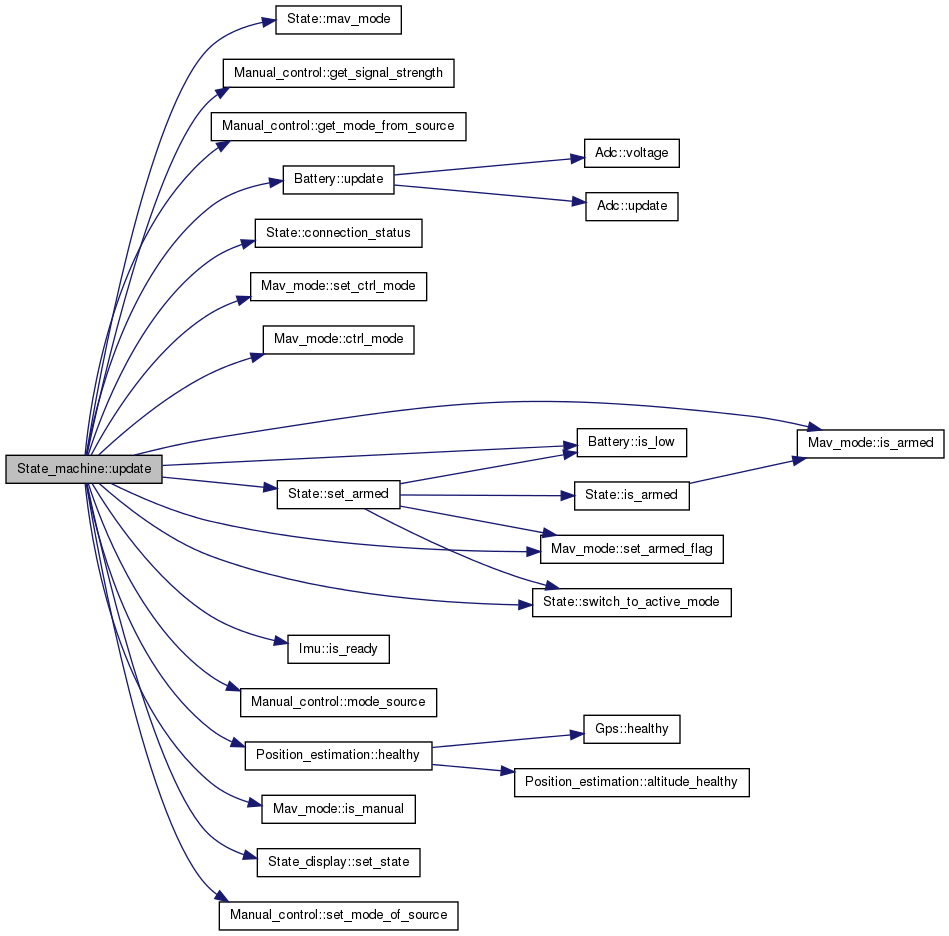 State::mav_mode
Manual_control::get_signal_strength
Manual_control::get_mode_from_source
Adc::voltage
Battery::update
Adc::update
State::connection_status
Mav_mode::set_ctrl_mode
Mav_mode::ctrl_mode
Battery::is_low
Mav_mode::is_armed
State_machine::update
State::set_armed
State::is_armed
Mav_mode::set_armed_flag
State::switch_to_active_mode
Imu::is_ready
Manual_control::mode_source
Gps::healthy
Position_estimation::healthy
Position_estimation::altitude_healthy
Mav_mode::is_manual
State_display::set_state
Manual_control::set_mode_of_source